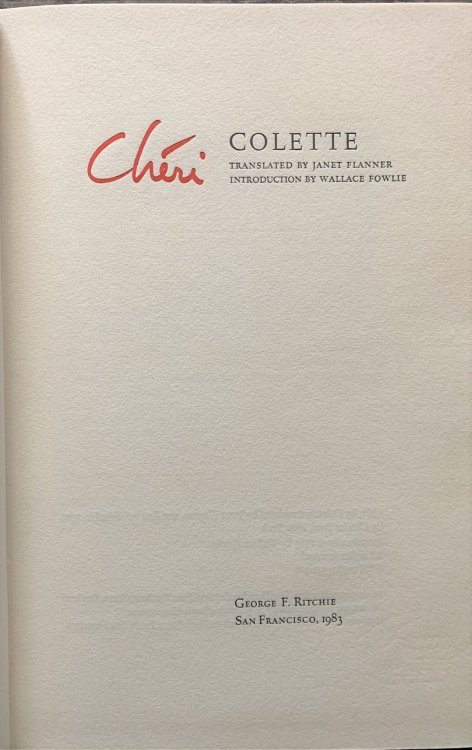 Chéri
COLETTE
TRANSLATED BY JANET FLANNER
INTRODUCTION BY WALLACE FOWLIE
GEORGE F. RITCHIE
SAN FRANCISCO, 1983